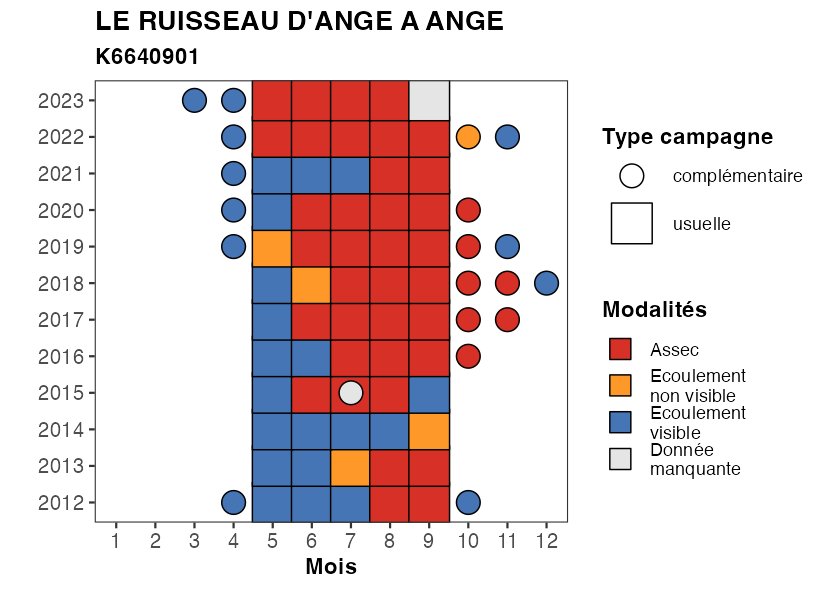 LE RUISSEAU D'ANGE A ANGE
K6640901
2023
2022
2021
2020
2019
2018
2017
2016
2015
2014
2013
2012
1 2 3 4 5 6 7 8 9 10 11 12
Mois
Type campagne
complémentaire
usuelle
Modalités
Assec
Ecoulement
non visible
Ecoulement
visible
Donnée
manquante